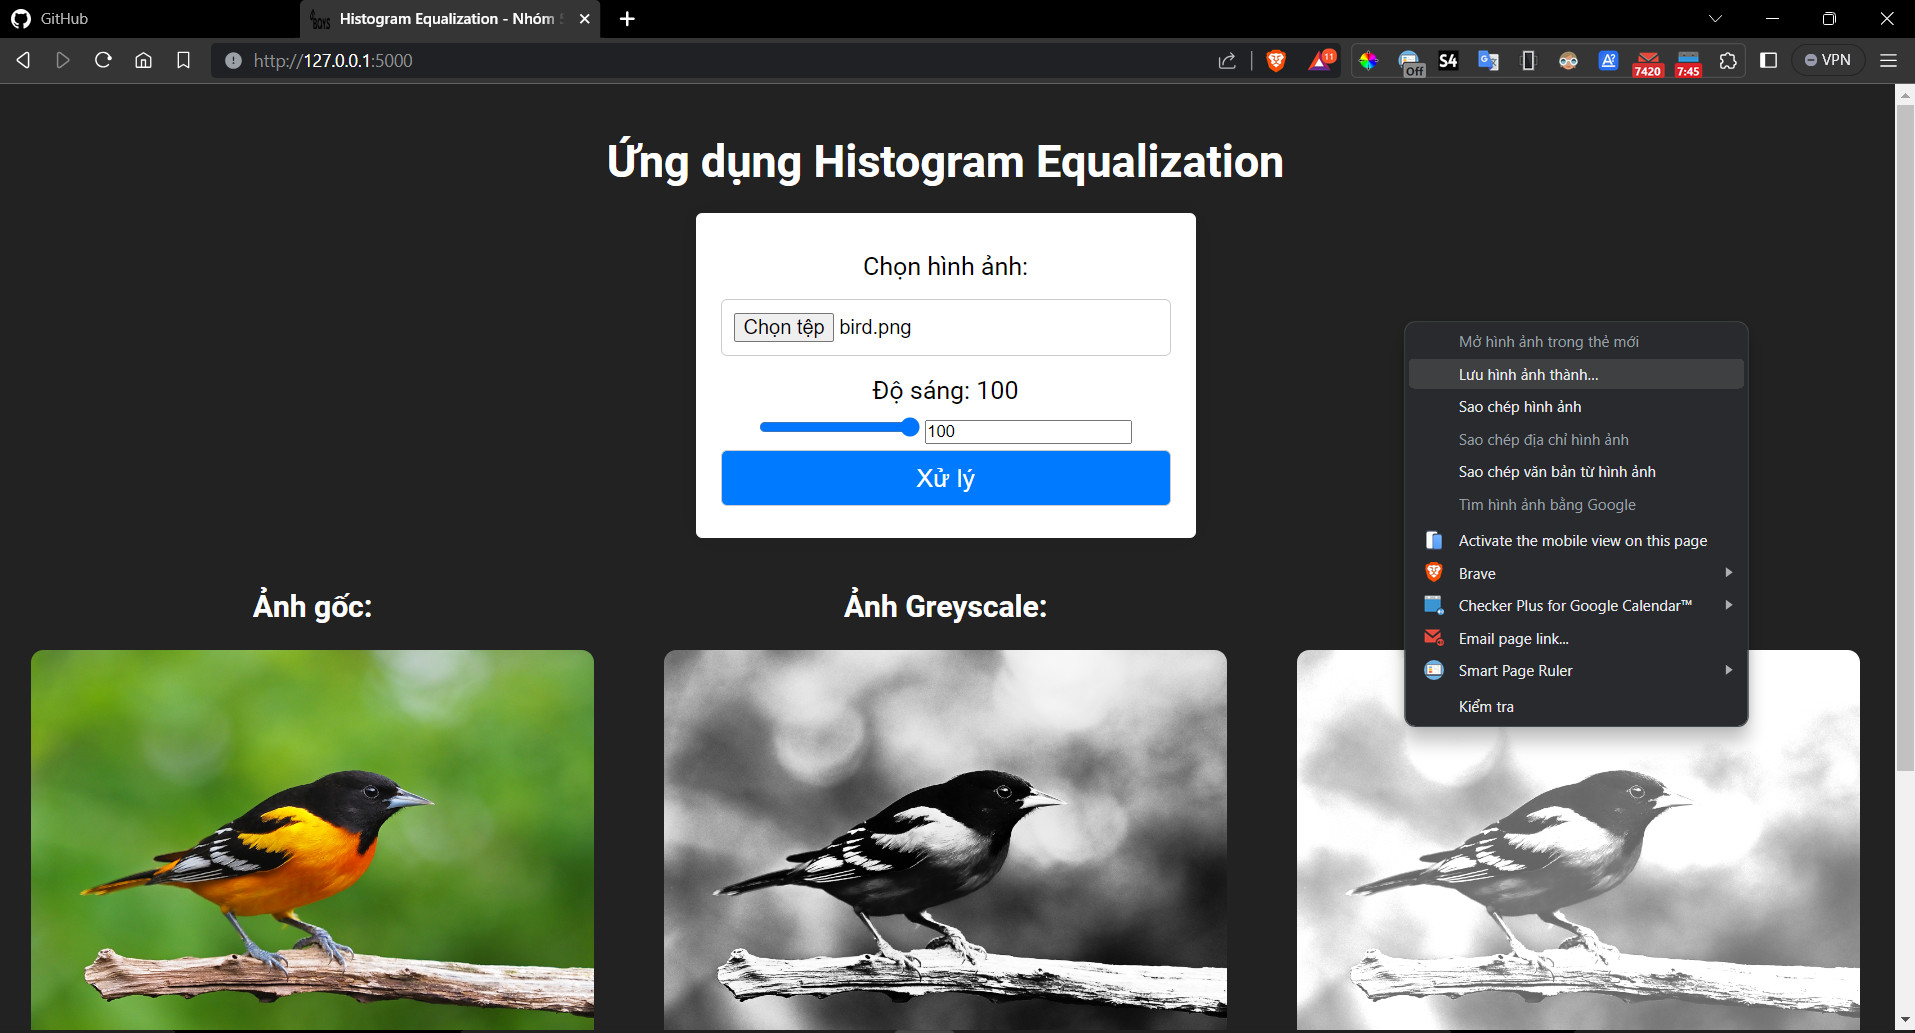 GitHub
Histogram Equalization - Nhóm
http://127.0.0.1:5000
11
Off
S4
7420
7:45
VPN
Ứng dụng Histogram Equalization
Chọn hình ảnh:
Chọn tệp bird.png
Độ sáng: 100
100
Xử lý
Mở hình ảnh trong thẻ mới
Lưu hình ảnh thành...
Sao chép hình ảnh
Sao chép địa chỉ hình ảnh
Sao chép văn bản từ hình ảnh
Tìm hình ảnh bằng Google
Activate the mobile view on this page
Brave
Checker Plus for Google Calendar™
Email page link...
Smart Page Ruler
Kiểm tra
Ảnh gốc:
Ảnh Greyscale: